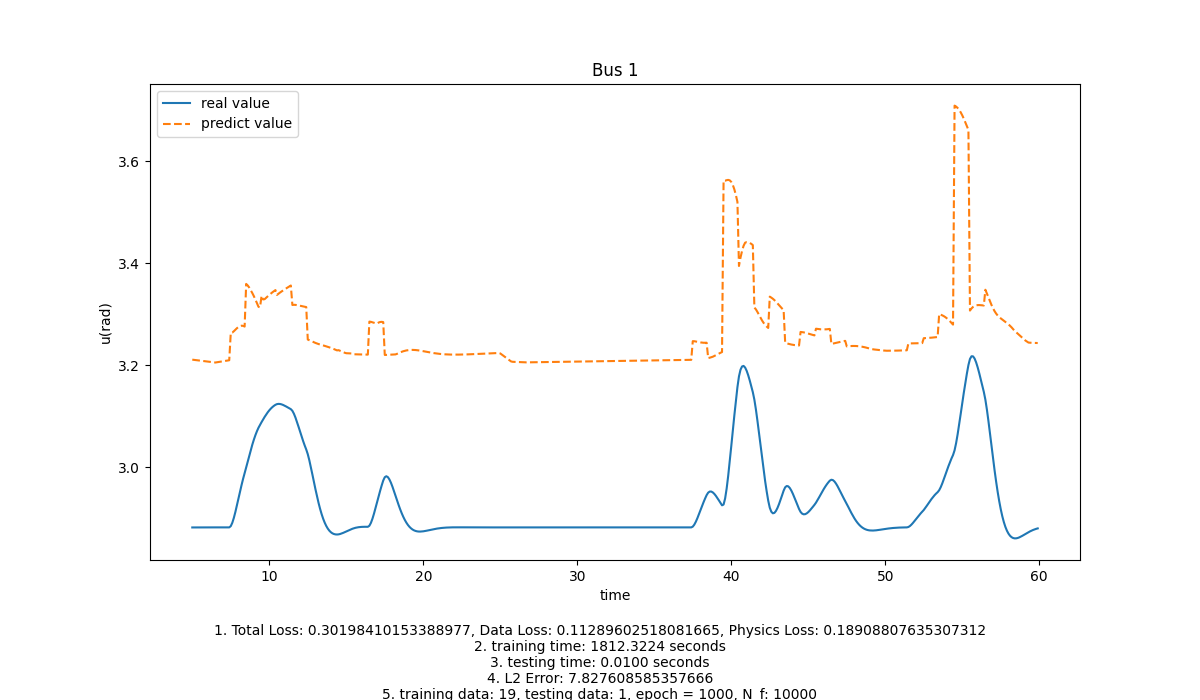 Bus 1
real value
predict value
u(rad)
3.6
3.4
3.2
3.0
10
20
30
40
50
60
time
1. Total Loss: 0.30198410153388977, Data Loss: 0.11289602518081665, Physics Loss: 0.18908807635307312
2. training time: 1812.3224 seconds
3. testing time: 0.0100 seconds
4. L2 Error: 7.827608585357666
5. training data: 19, testing data: 1, epoch = 1000, N_f: 10000